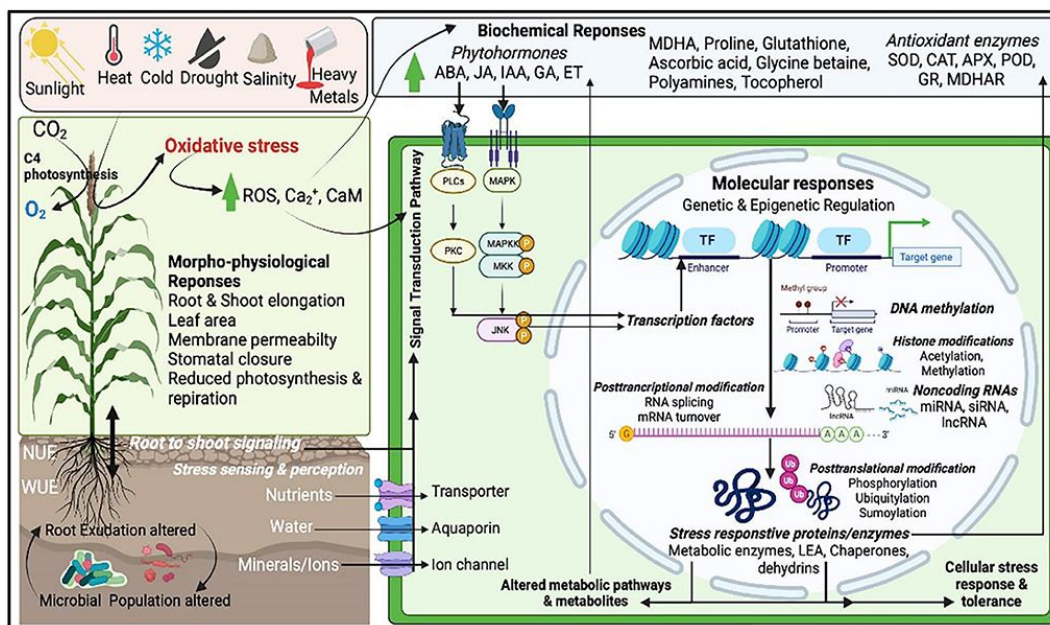 Sunlight
Heat
Cold
Drought
Salinity
Heavy
Metals
Biochemical Reponses
Phytohormones
ABA, JA, IAA, GA, ET
MDHA, Proline, Glutathione,
Ascorbic acid, Glycine betaine,
Polyamines, Tocopherol
Antioxidant enzymes
SOD, CAT, APX, POD,
GR, MDHAR
CO2
C4
photosynthesis
O2
Oxidative stress
ROS, Ca2+, CaM
Morpho-physiological
Reponses
Root & Shoot elongation
Leaf area
Membrane permeabilty
Stomatal closure
Reduced photosynthesis &
repiration
Root to shoot signaling
Stress sensing & perception
NUE
WUE
Root Exudation altered
Microbial Population altered
Nutrients
Water
Minerals/Ions
Transporter
Aquaporin
Ion channel
Signal Transduction Pathway
PLCs
MAPK
PKC
MAPKK
P
MKK
P
JNK
P
P
Transcription factors
Molecular responses
Genetic & Epigenetic Regulation
TF
TF
Enhancer
Promoter
Target gene
Methyl group
Promoter
Target gene
DNA methylation
Histone modifications
Acetylation,
Methylation
lncRNA
miRNA
Noncoding RNAs
miRNA, siRNA,
lncRNA
Posttrancriptional modification
RNA splicing
mRNA turnover
5' G A A A 3'
Ub
Ub
Ub
Posttranslational modification
Phosphorylation
Ubiquitylation
Sumoylation
Stress responstive proteins/enzymes
Metabolic enzymes, LEA, Chaperones,
dehydrins
Altered metabolic pathways
& metabolites
Cellular stress
response &
tolerance